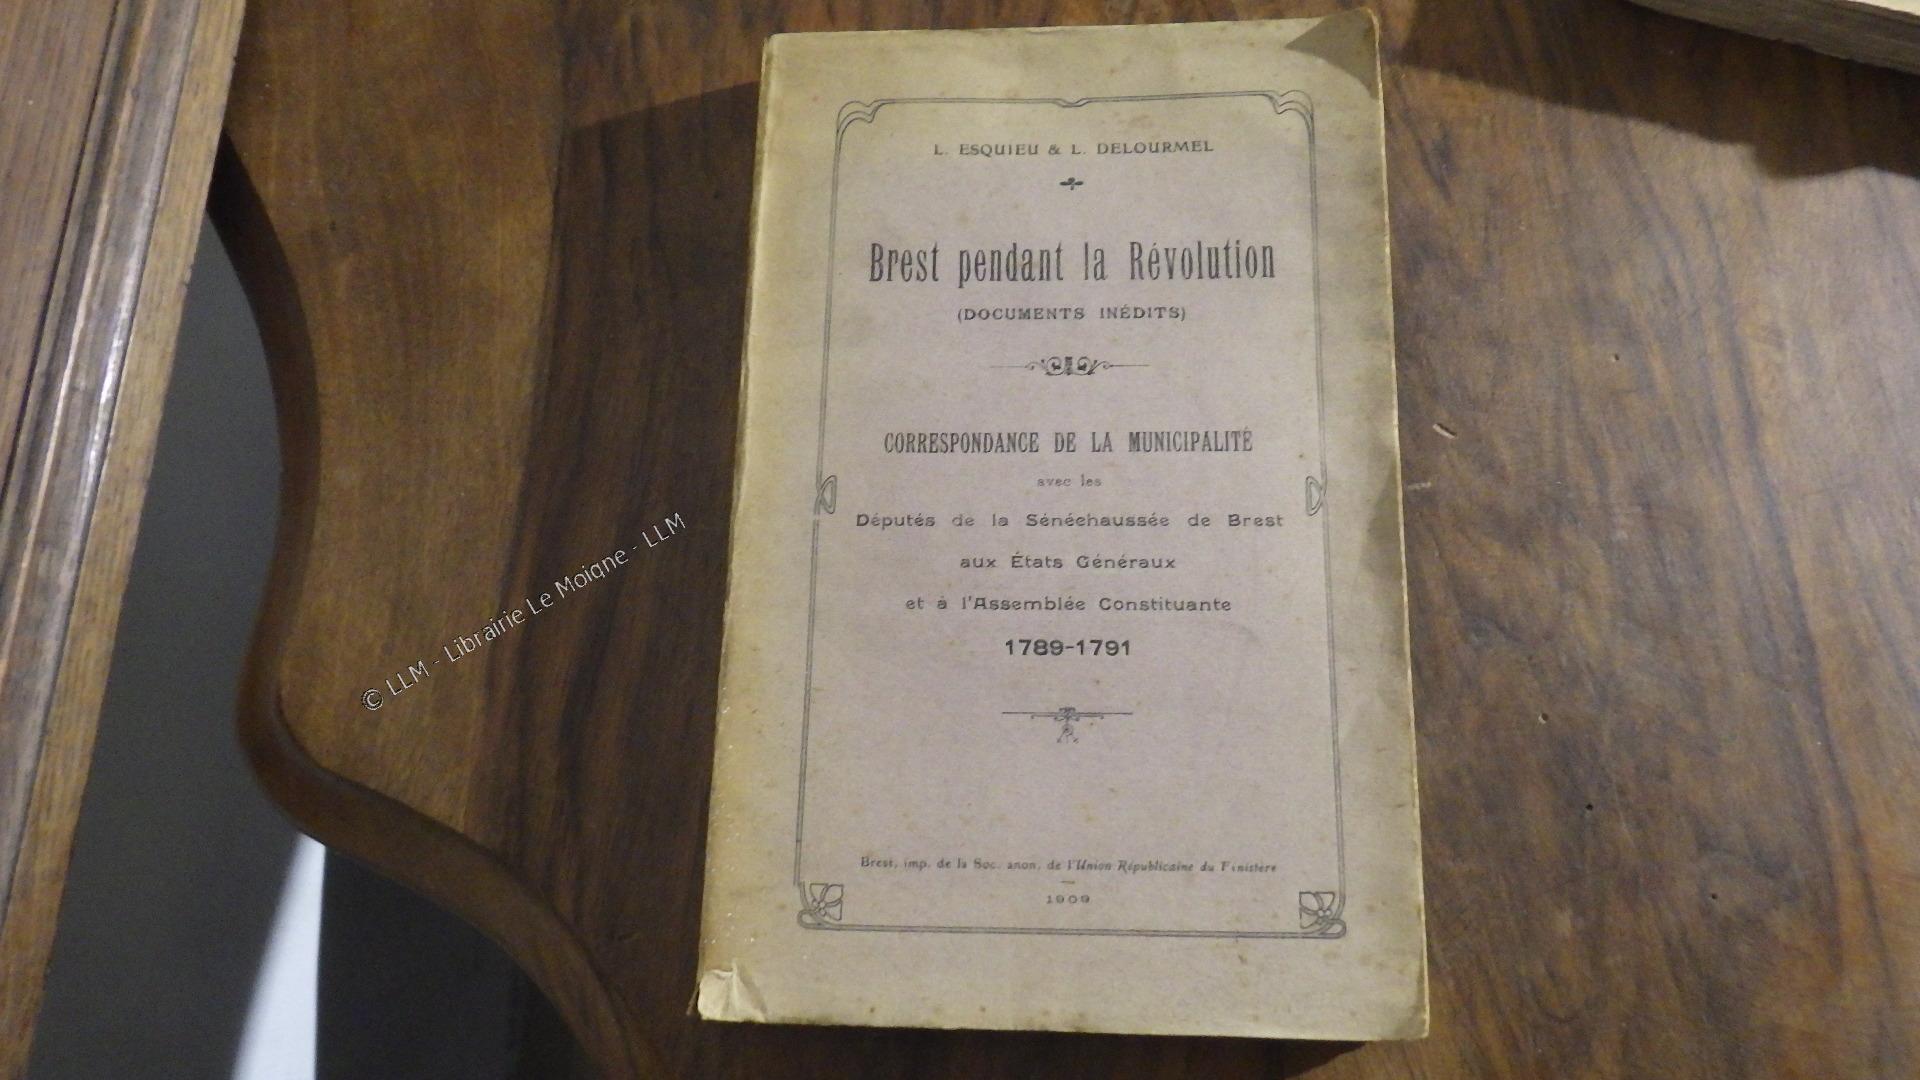 L. ESQUIEU & L. DELOURMEL
Brest pendant la Révolution
(DOCUMENTS INÉDITS)
CORRESPONDANCE DE LA MUNICIPALITÉ
avec les
Députés de la Sénéchaussée de Brest
aux États Généraux
et à l'Assemblée Constituante
1789-1791
Brest, imp. de la Soc. anon. de l'Union Républicaine du Finistère
1909
© LLM - Librairie Le Moigne - LLM